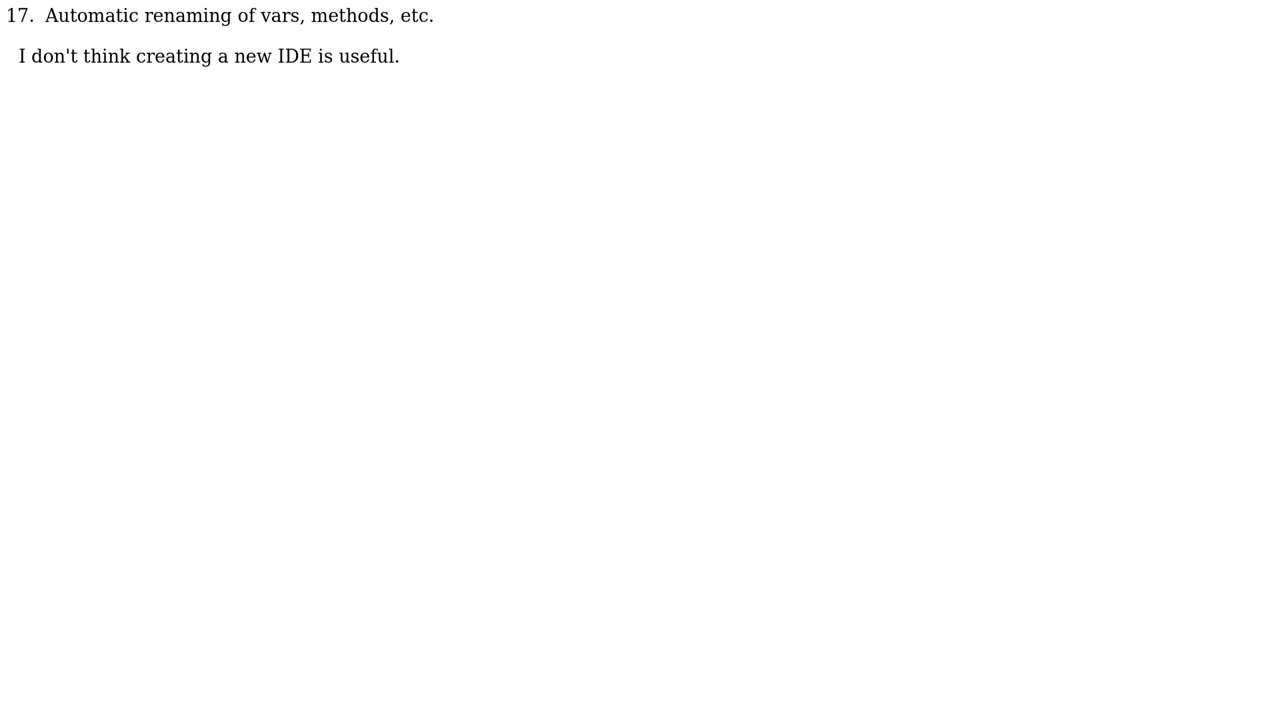 17.  Automatic renaming of vars, methods, etc.
I don't think creating a new IDE is useful.